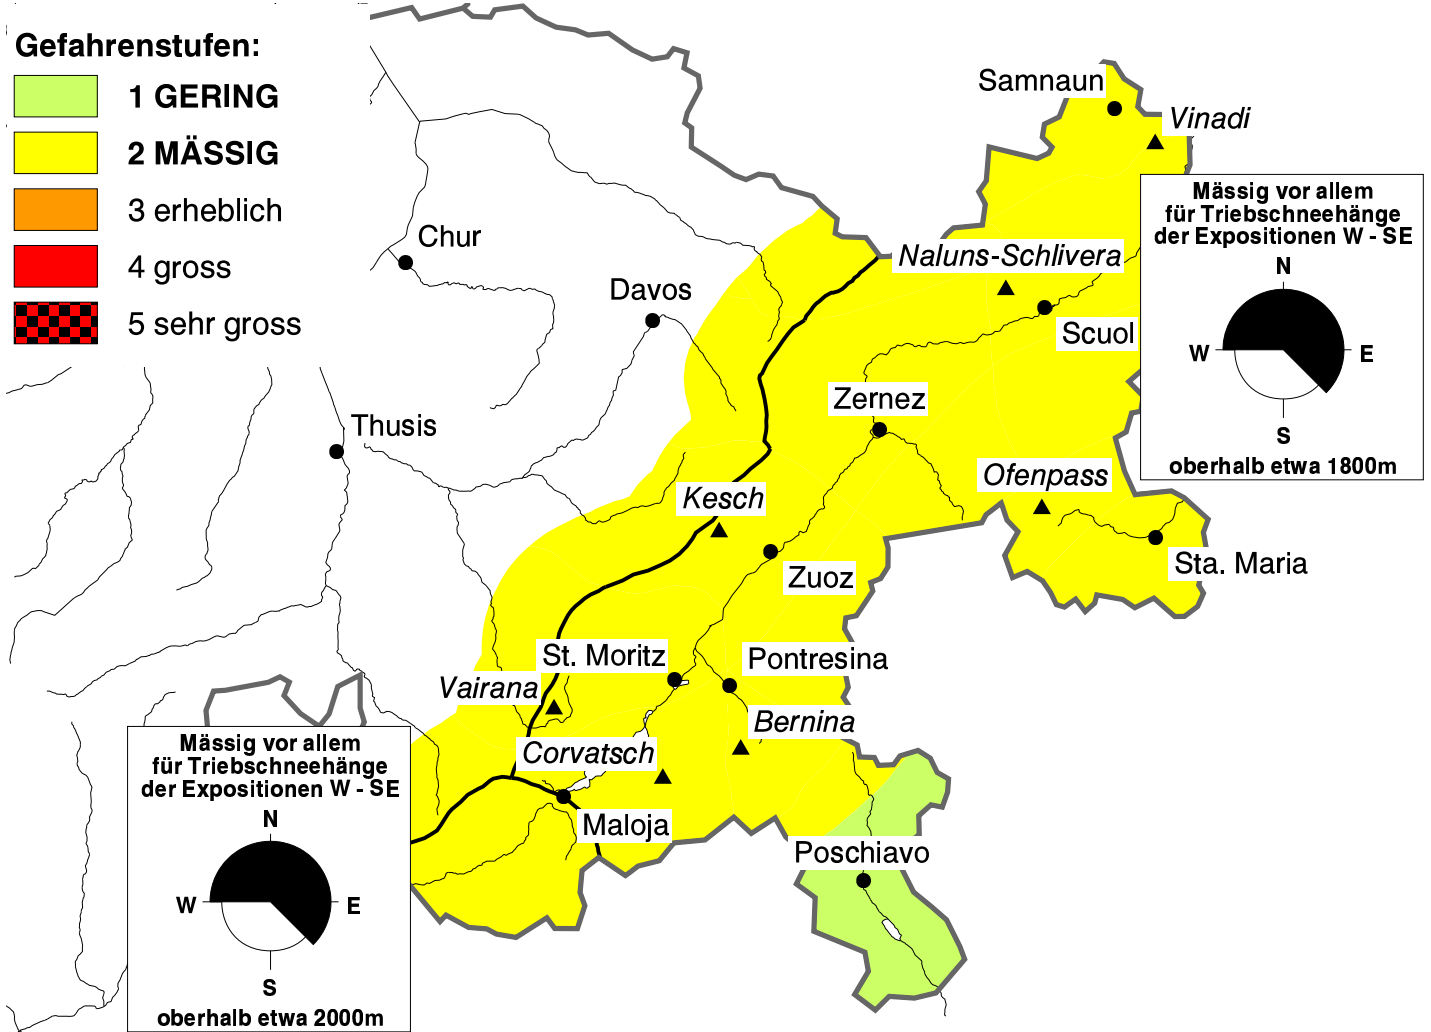 Gefahrenstufen:
1 GERING
2 MÄSSIG
3 erheblich
4 gross
5 sehr gross
Samnaun
Vinadi
Chur
Naluns-Schlivera
Davos
Scuol
Zernez
Thusis
Ofenpass
Kesch
Zuoz
Sta. Maria
St. Moritz
Pontresina
Vairana
Bernina
Corvatsch
Maloja
Poschiavo
Mässig vor allem
für Triebschneehänge
der Expositionen W - SE
N
W
E
S
oberhalb etwa 1800m
Mässig vor allem
für Triebschneehänge
der Expositionen W - SE
N
W
E
S
oberhalb etwa 2000m